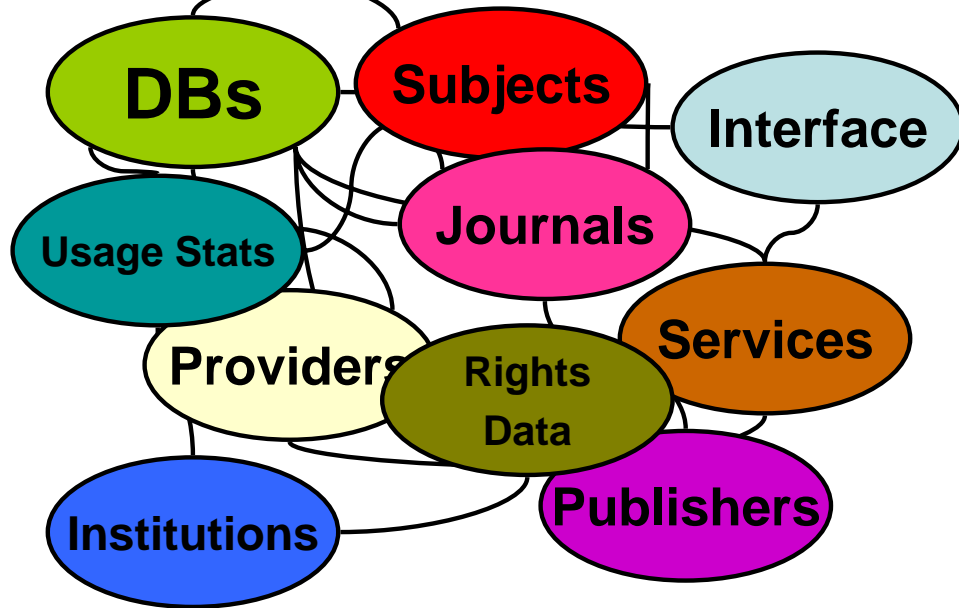 DBs
Subjects
Interface
Journals
Usage Stats
Services
Providers
Rights
Data
Publishers
Institutions